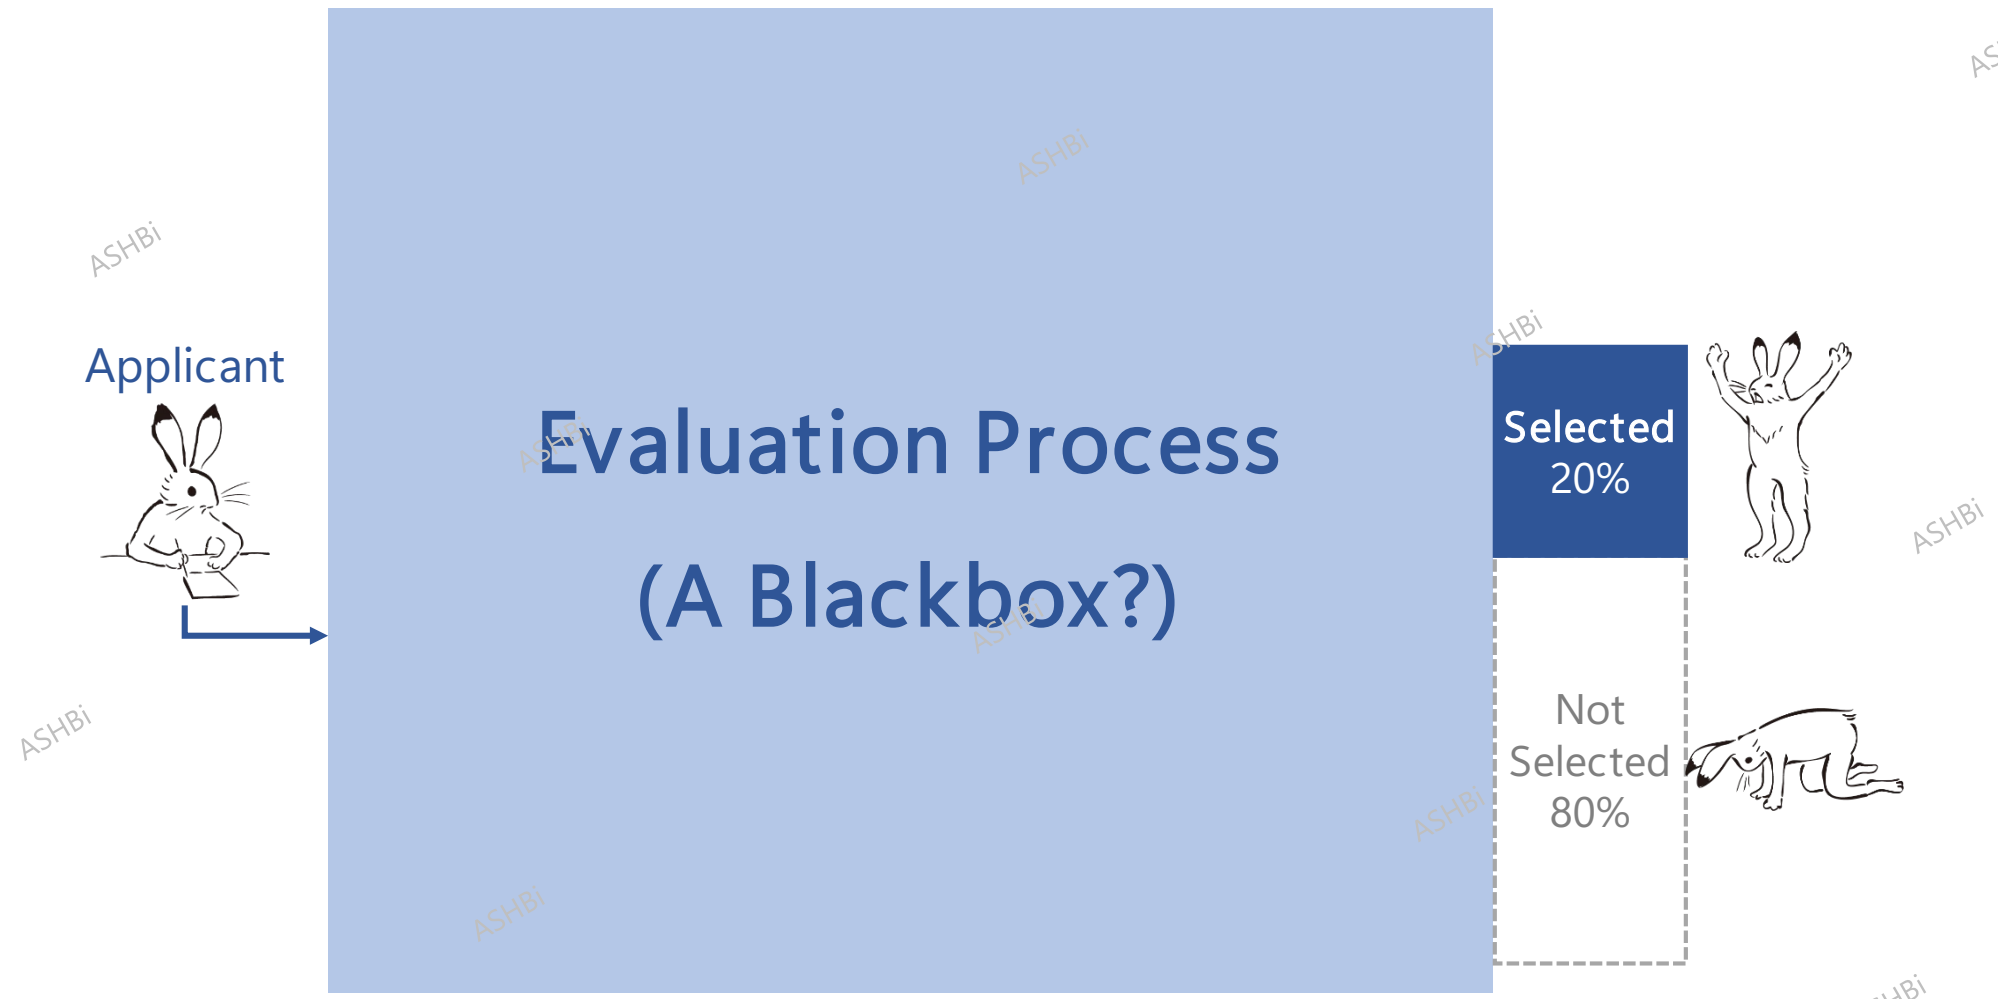 Applicant
Evaluation Process
(A Blackbox?)
Selected
20%
Not
Selected
80%
ASHBi
ASHBi
ASHBi
ASHBi
ASHBi
ASHBi
ASHBi
ASHBi
ASHBi